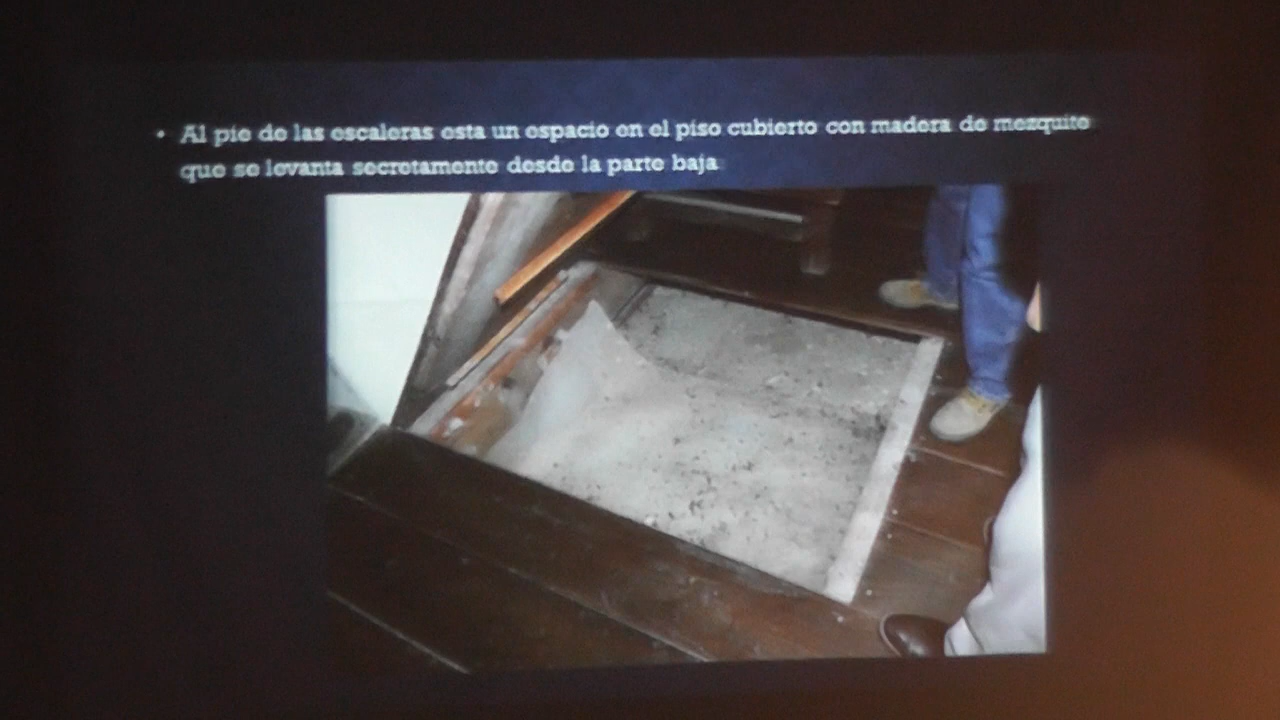 • Al pie de las escaleras esta un espacio en el piso cubierto con madera de mezquite
que se levanta secretamente desde la parte baja